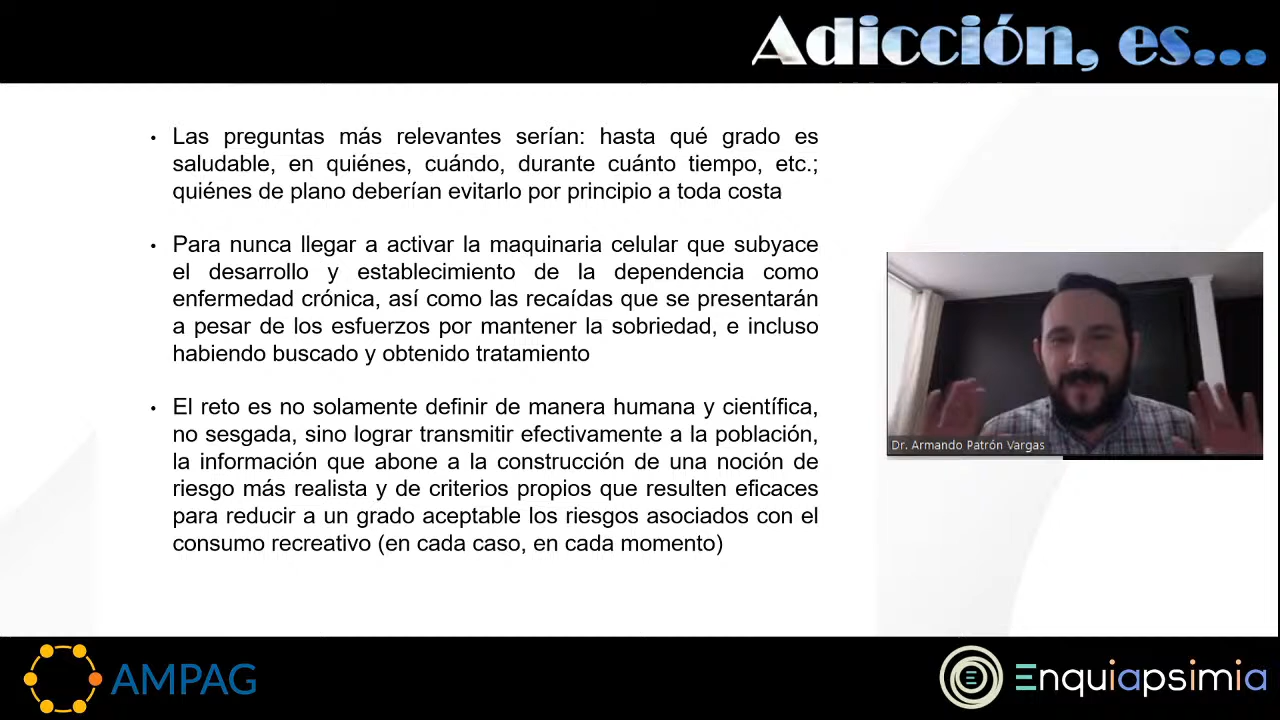 Adicción, es...
• Las preguntas más relevantes serían: hasta qué grado es
saludable, en quiénes, cuándo, durante cuánto tiempo, etc.;
quiénes de plano deberían evitarlo por principio a toda costa
• Para nunca llegar a activar la maquinaria celular que subyace
el desarrollo y establecimiento de la dependencia como
enfermedad crónica, así como las recaídas que se presentarán
a pesar de los esfuerzos por mantener la sobriedad, e incluso
habiendo buscado y obtenido tratamiento
• El reto es no solamente definir de manera humana y científica,
no sesgada, sino lograr transmitir efectivamente a la población,
la información que abone a la construcción de una noción de
riesgo más realista y de criterios propios que resulten eficaces
para reducir a un grado aceptable los riesgos asociados con el
consumo recreativo (en cada caso, en cada momento)
Dr. Armando Patrón Vargas
AMPAG
Enquiapsimia